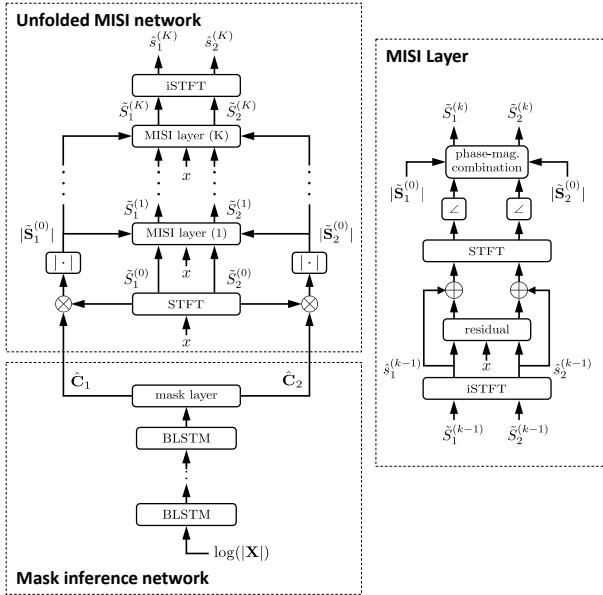 Unfolded MISI network
ŝ₁^(K) ŝ₂^(K)
iSTFT
S̃₁^(K) S̃₂^(K)
MISI layer (K)
x
S̃₁^(1) S̃₂^(1)
|S̃₁^(0)| MISI layer (1) |S̃₂^(0)|
x
|·| S̃₁^(0) S̃₂^(0) |·|
STFT
x
Ĉ₁ Ĉ₂
mask layer
BLSTM
BLSTM
log(|X|)
Mask inference network
MISI Layer
S̃₁^(k) S̃₂^(k)
phase-mag.
combination
|S̃₁^(0)| |S̃₂^(0)|
∠ ∠
STFT
residual
ŝ₁^(k−1) x ŝ₂^(k−1)
iSTFT
S̃₁^(k−1) S̃₂^(k−1)